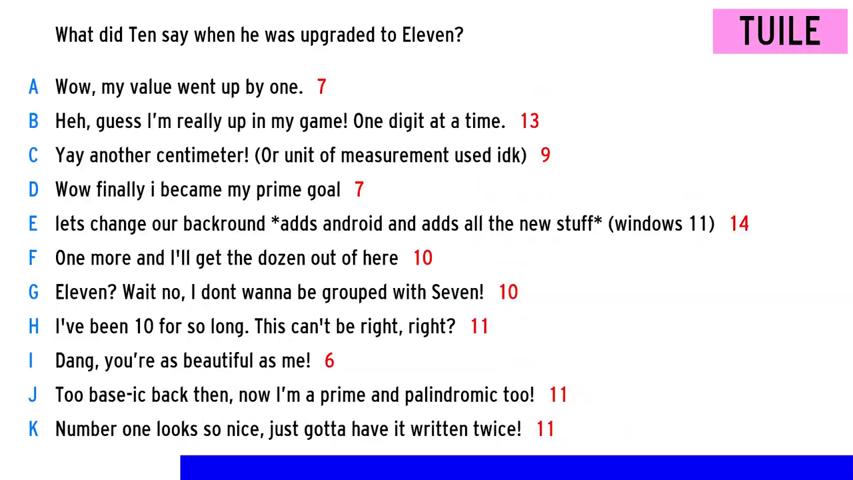 What did Ten say when he was upgraded to Eleven?
TUILE
A Wow, my value went up by one. 7
B Heh, guess I'm really up in my game! One digit at a time. 13
C Yay another centimeter! (Or unit of measurement used idk) 9
D Wow finally i became my prime goal 7
E lets change our backround *adds android and adds all the new stuff* (windows 11) 14
F One more and I'll get the dozen out of here 10
G Eleven? Wait no, I dont wanna be grouped with Seven! 10
H I've been 10 for so long. This can't be right, right? 11
I Dang, you're as beautiful as me! 6
J Too base-ic back then, now I'm a prime and palindromic too! 11
K Number one looks so nice, just gotta have it written twice! 11